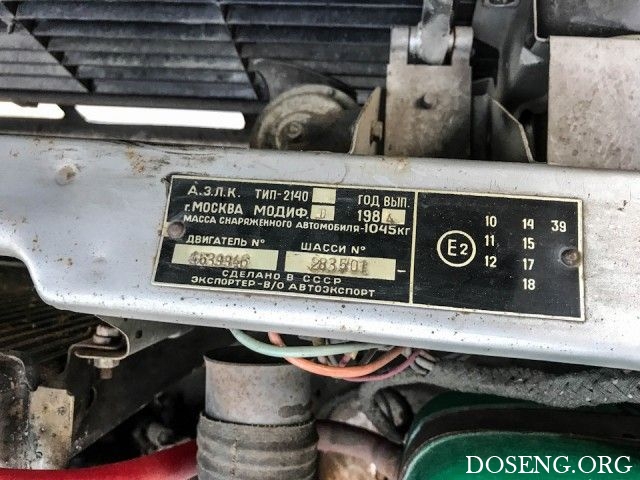 А.З.Л.К. ТИП-2140
ГОД ВЫП.
г.МОСКВА МОДИФ.
198
МАССА СНАРЯЖЕННОГО АВТОМОБИЛЯ-1045КГ
ДВИГАТЕЛЬ № ШАССИ №
283501
СДЕЛАНО В СССР
ЭКСПОРТЕР-В/О АВТОЭКСПОРТ
E2
10 14 39
11 15
12 17
18
DOSENG.ORG